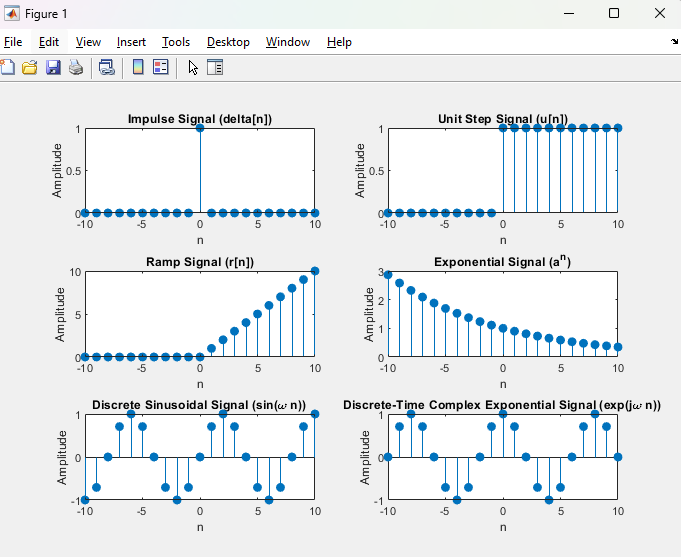 Figure 1
File Edit View Insert Tools Desktop Window Help
Impulse Signal (delta[n])
Amplitude
1
0.5
0
-10 -5 0 5 10
n
Unit Step Signal (u[n])
Amplitude
1
0.5
0
-10 -5 0 5 10
n
Ramp Signal (r[n])
Amplitude
10
5
0
-10 -5 0 5 10
n
Exponential Signal (aⁿ)
Amplitude
3
2
1
0
-10 -5 0 5 10
n
Discrete Sinusoidal Signal (sin(ω n))
Amplitude
1
0
-1
-10 -5 0 5 10
n
Discrete-Time Complex Exponential Signal (exp(jω n))
Amplitude
1
0
-1
-10 -5 0 5 10
n